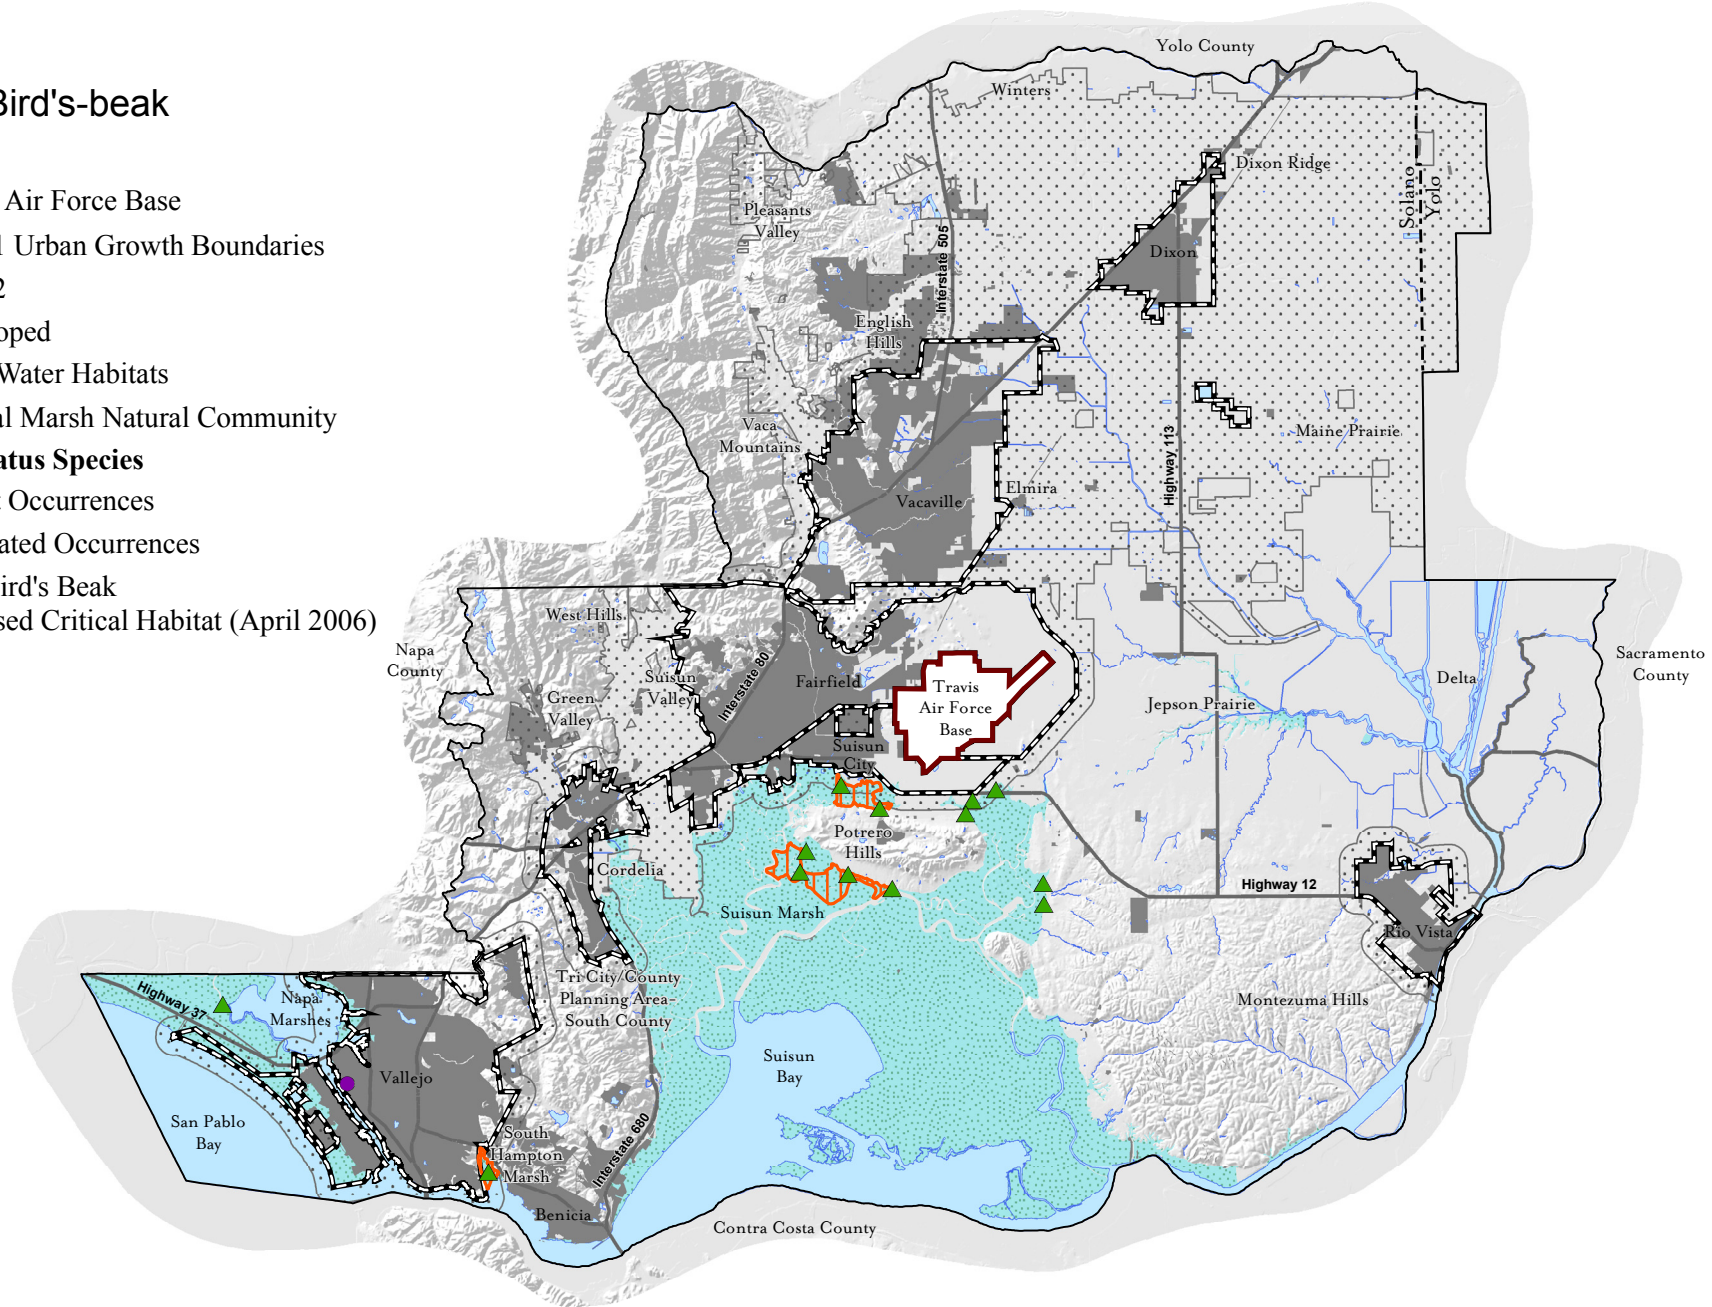 Bird's-beak
Air Force Base
l Urban Growth Boundaries
2
oped
Water Habitats
al Marsh Natural Community
atus Species
t Occurrences
ated Occurrences
ird's Beak
sed Critical Habitat (April 2006)
Yolo County
Winters
Dixon Ridge
Solano
Yolo
Pleasants
Valley
Interstate 505
Dixon
English
Hills
Vaca
Mountains
Highway 113
Maine Prairie
Vacaville
Elmira
West Hills
Napa
County
Suisun
Valley
Green
Valley
Interstate 80
Fairfield
Travis
Air Force
Base
Jepson Prairie
Delta
Sacramento
County
Suisun
City
Potrero
Hills
Cordelia
Suisun Marsh
Highway 12
Rio Vista
Tri City/County
Planning Area-
South County
Montezuma Hills
Highway 37
Napa
Marshes
Vallejo
Suisun
Bay
San Pablo
Bay
South
Hampton
Marsh
Interstate 680
Benicia
Contra Costa County